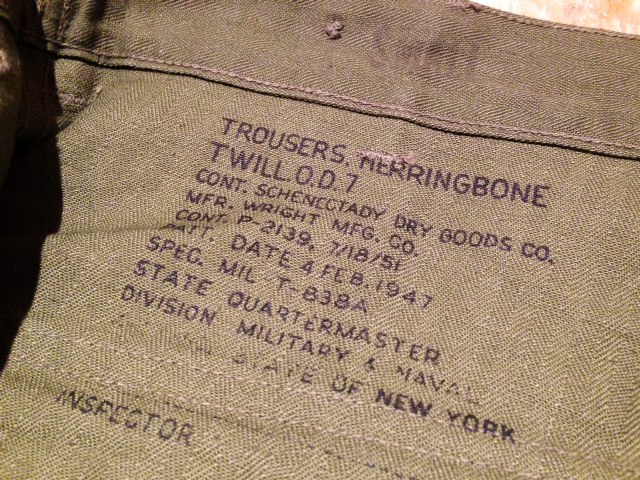 TROUSERS, HERRINGBONE
TWILL O.D. 7
CONT. SCHENECTADY DRY GOODS CO.
MFR. WRIGHT MFG. CO.
CONT. P-2139, 7/18/51
PATT. DATE 4 FEB. 1947
SPEC. MIL T-838A
STATE QUARTERMASTER
DIVISION MILITARY & NAVAL
STATE OF NEW YORK
INSPECTOR